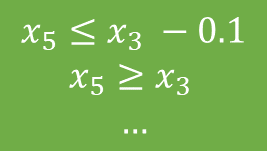 x₅ ≤ x₃ − 0.1
x₅ ≥ x₃
...